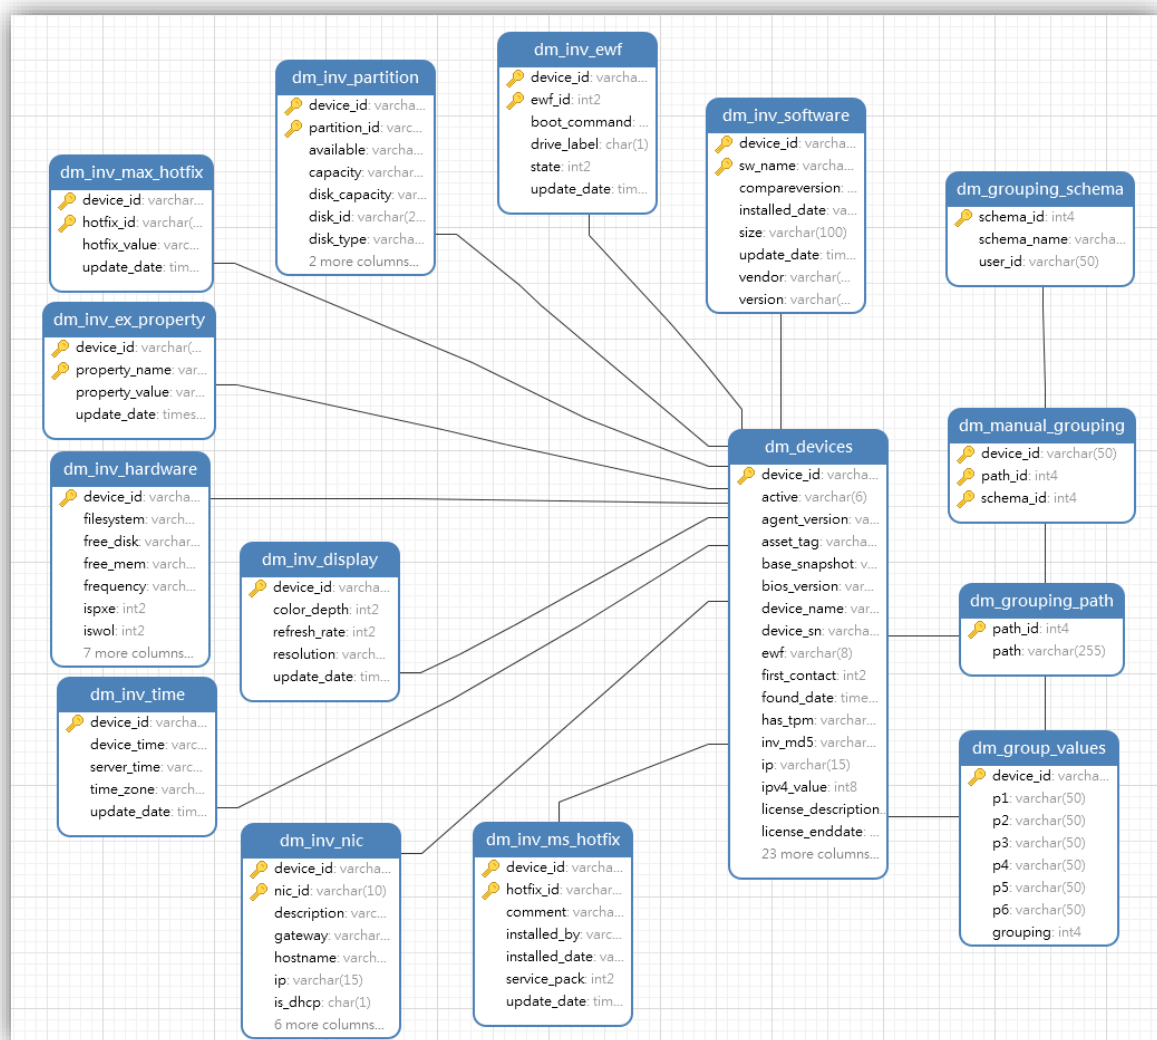 dm_inv_ewf
device_id: varcha...
ewf_id: int2
boot_command: ...
drive_label: char(1)
state: int2
update_date: tim...
dm_inv_partition
device_id: varcha...
partition_id: varc...
available: varcha...
capacity: varchar...
disk_capacity: var...
disk_id: varchar(2...
disk_type: varcha...
2 more columns...
dm_inv_software
device_id: varcha...
sw_name: varcha...
compareversion: ...
installed_date: va...
size: varchar(100)
update_date: tim...
vendor: varchar(...
version: varchar(...
dm_inv_max_hotfix
device_id: varchar...
hotfix_id: varchar(...
hotfix_value: varc...
update_date: tim...
dm_grouping_schema
schema_id: int4
schema_name: varcha...
user_id: varchar(50)
dm_inv_ex_property
device_id: varchar(...
property_name: var...
property_value: var...
update_date: times...
dm_manual_grouping
device_id: varchar(50)
path_id: int4
schema_id: int4
dm_devices
device_id: varcha...
active: varchar(6)
agent_version: va...
asset_tag: varcha...
base_snapshot: v...
bios_version: var...
device_name: var...
device_sn: varcha...
ewf: varchar(8)
first_contact: int2
found_date: time...
has_tpm: varchar...
inv_md5: varchar...
ip: varchar(15)
ipv4_value: int8
license_description...
license_enddate: ...
23 more columns...
dm_inv_hardware
device_id: varcha...
filesystem: varch...
free_disk: varchar...
free_mem: varch...
frequency: varch...
ispxe: int2
iswol: int2
7 more columns...
dm_inv_display
device_id: varcha...
color_depth: int2
refresh_rate: int2
resolution: varch...
update_date: tim...
dm_grouping_path
path_id: int4
path: varchar(255)
dm_inv_time
device_id: varcha...
device_time: varc...
server_time: varc...
time_zone: varch...
update_date: tim...
dm_group_values
device_id: varcha...
p1: varchar(50)
p2: varchar(50)
p3: varchar(50)
p4: varchar(50)
p5: varchar(50)
p6: varchar(50)
grouping: int4
dm_inv_nic
device_id: varcha...
nic_id: varchar(10)
description: varc...
gateway: varchar...
hostname: varch...
ip: varchar(15)
is_dhcp: char(1)
6 more columns...
dm_inv_ms_hotfix
device_id: varcha...
hotfix_id: varchar...
comment: varcha...
installed_by: varc...
installed_date: va...
service_pack: int2
update_date: tim...